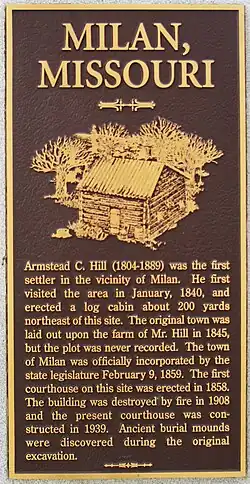 MILAN,
MISSOURI
Armstead C. Hill (1804-1889) was the first
settler in the vicinity of Milan. He first
visited the area in January, 1840, and
erected a log cabin about 200 yards
northeast of this site. The original town was
laid out upon the farm of Mr. Hill in 1845,
but the plot was never recorded. The town
of Milan was officially incorporated by the
state legislature February 9, 1859. The first
courthouse on this site was erected in 1858.
The building was destroyed by fire in 1908
and the present courthouse was con-
structed in 1939. Ancient burial mounds
were discovered during the original
excavation.